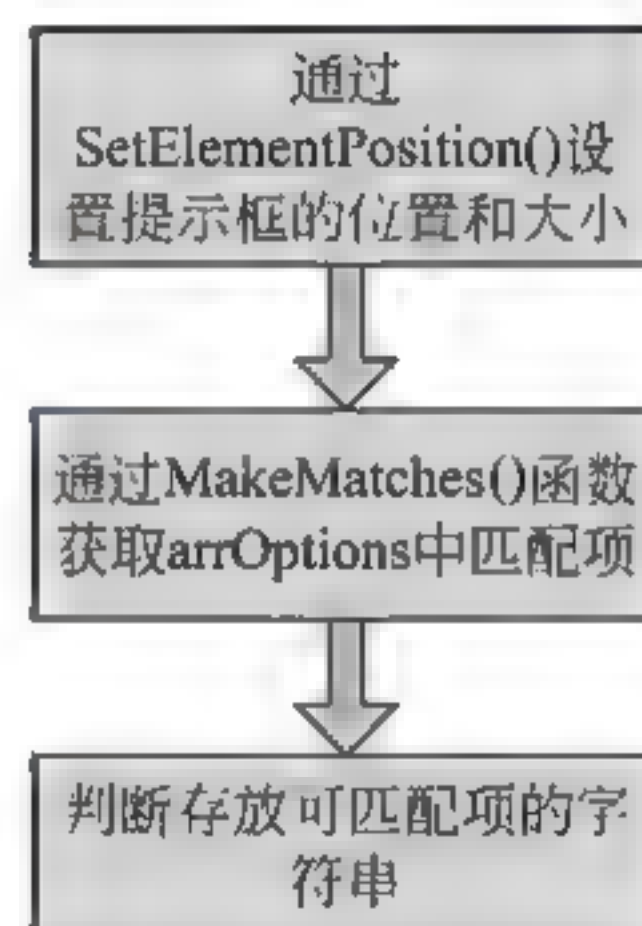 通过
SetElementPosition()设
置提示框的位置和大小
通过MakeMatches()函数
获取arrOptions中匹配项
判断存放可匹配项的字
符串